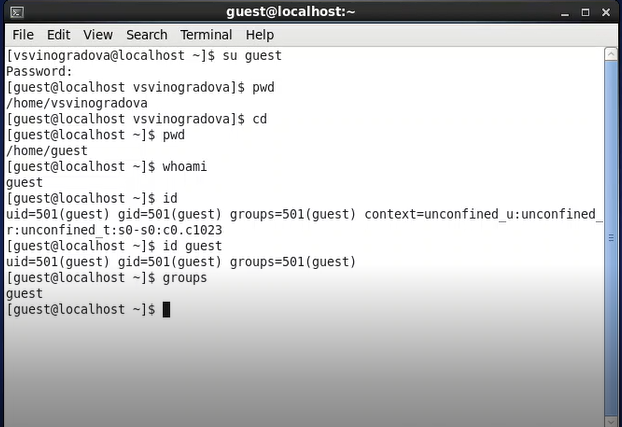 guest@localhost:~
File Edit View Search Terminal Help
[vsvinogradova@localhost ~]$ su guest
Password:
[guest@localhost vsvinogradova]$ pwd
/home/vsvinogradova
[guest@localhost vsvinogradova]$ cd
[guest@localhost ~]$ pwd
/home/guest
[guest@localhost ~]$ whoami
guest
[guest@localhost ~]$ id
uid=501(guest) gid=501(guest) groups=501(guest) context=unconfined_u:unconfined_
r:unconfined_t:s0-s0:c0.c1023
[guest@localhost ~]$ id guest
uid=501(guest) gid=501(guest) groups=501(guest)
[guest@localhost ~]$ groups
guest
[guest@localhost ~]$